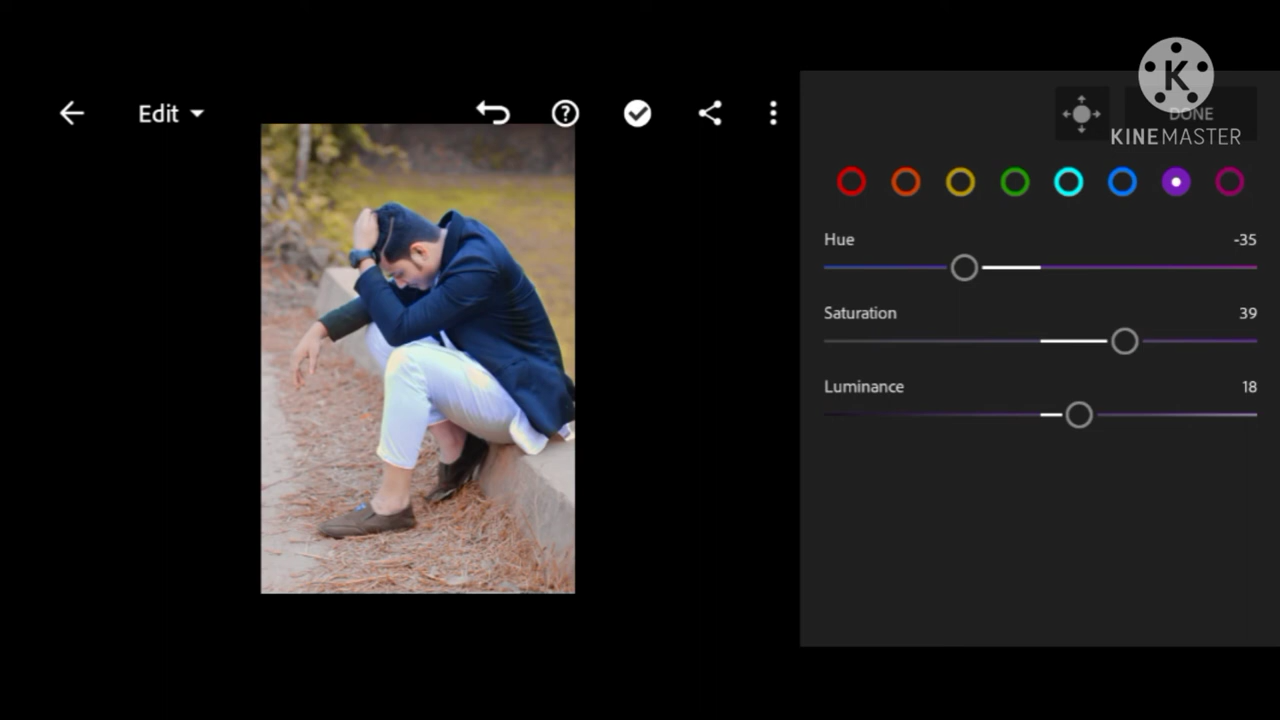 Edit
DONE
KINEMASTER
Hue -35
Saturation 39
Luminance 18